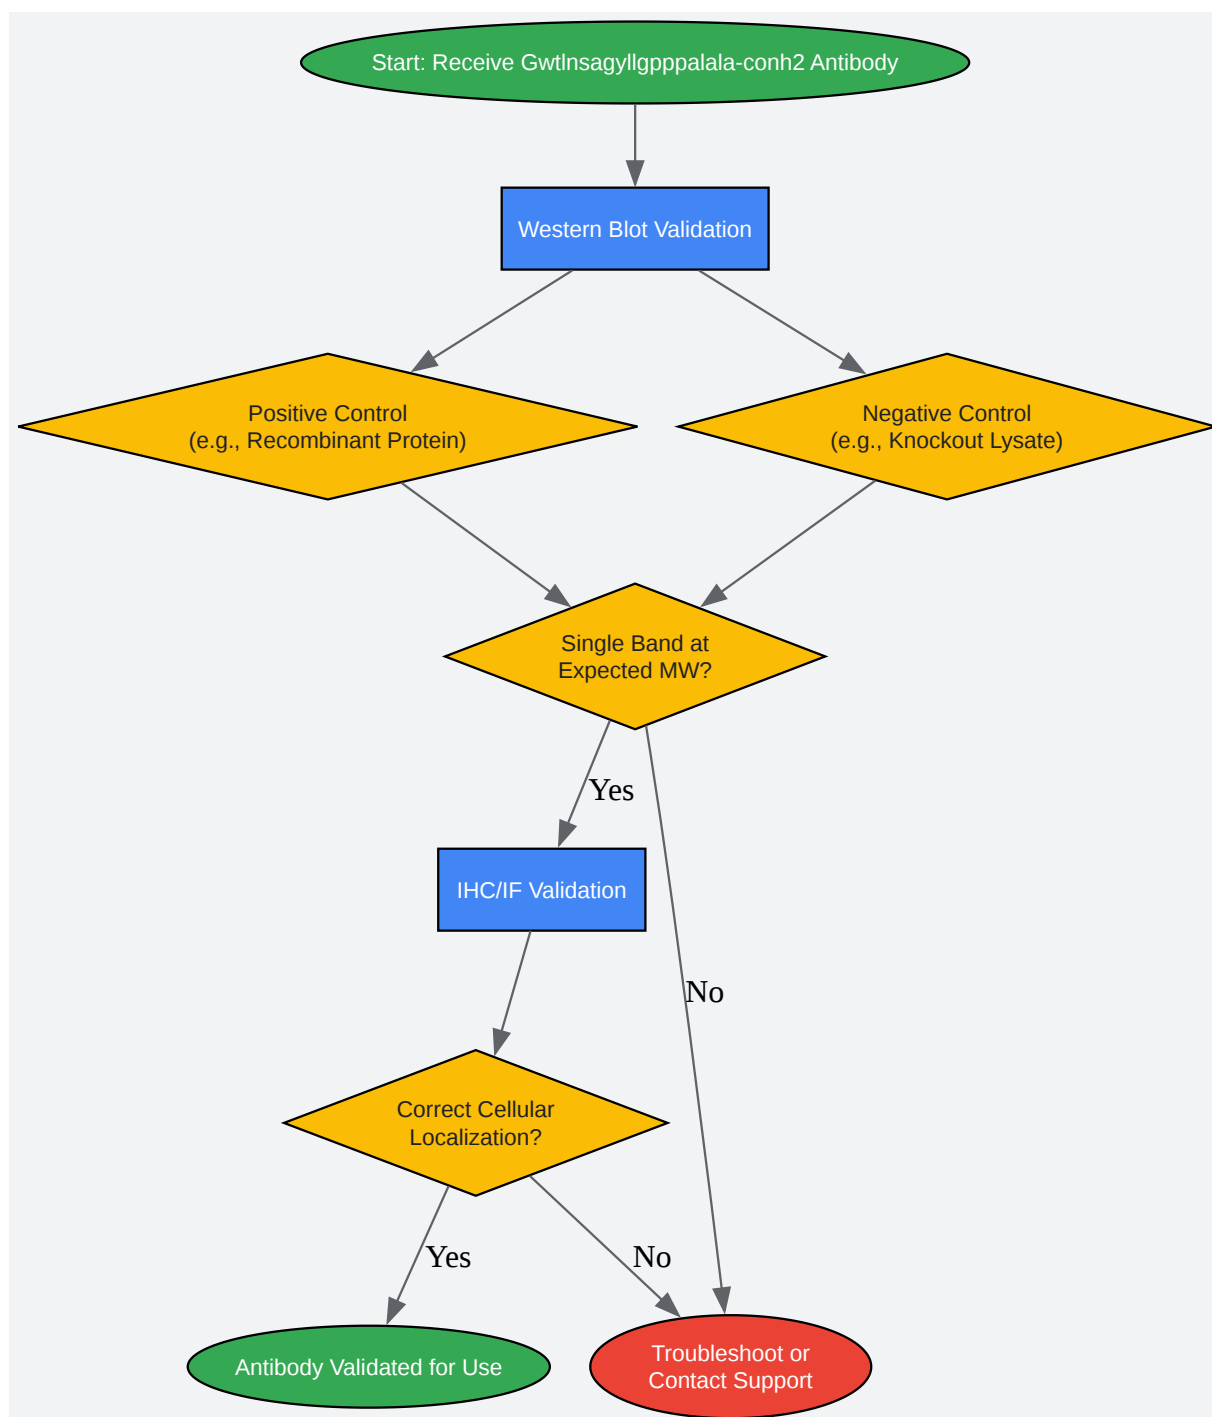 Start: Receive Gwtlnsagyllgpppalala-conh2 Antibody
Western Blot Validation
Positive Control
(e.g., Recombinant Protein)
Negative Control
(e.g., Knockout Lysate)
Single Band at
Expected MW?
Yes
IHC/IF Validation
No
Correct Cellular
Localization?
Yes
No
Antibody Validated for Use
Troubleshoot or
Contact Support